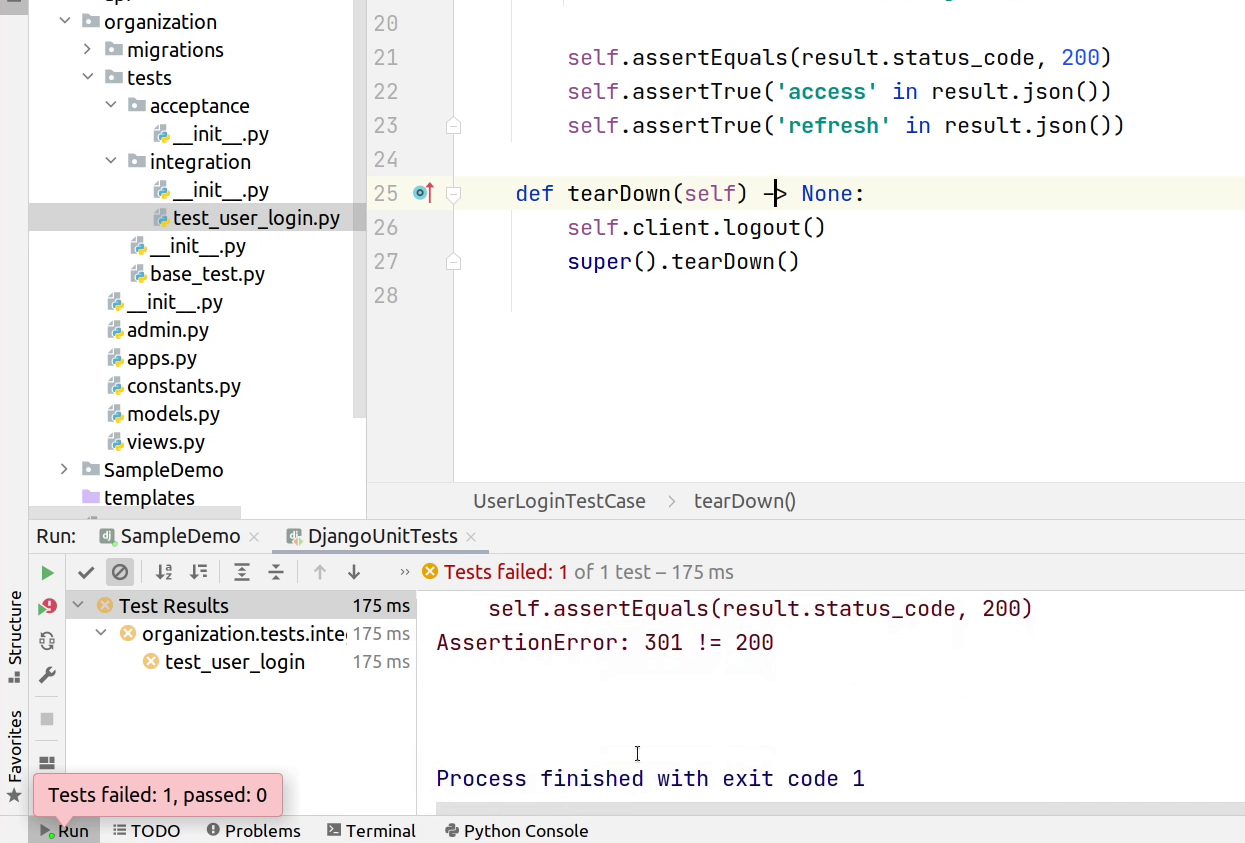 organization
migrations
tests
acceptance
__init__.py
integration
__init__.py
test_user_login.py
__init__.py
base_test.py
__init__.py
admin.py
apps.py
constants.py
models.py
views.py
SampleDemo
templates
20
21 self.assertEquals(result.status_code, 200)
22 self.assertTrue('access' in result.json())
23 self.assertTrue('refresh' in result.json())
24
25 def tearDown(self) -> None:
26 self.client.logout()
27 super().tearDown()
28
UserLoginTestCase > tearDown()
Run: SampleDemo × DjangoUnitTests ×
» Tests failed: 1 of 1 test – 175 ms
Test Results 175 ms
organization.tests.inte 175 ms
test_user_login 175 ms
self.assertEquals(result.status_code, 200)
AssertionError: 301 != 200
Process finished with exit code 1
Structure
Favorites
Tests failed: 1, passed: 0
Run TODO Problems Terminal Python Console